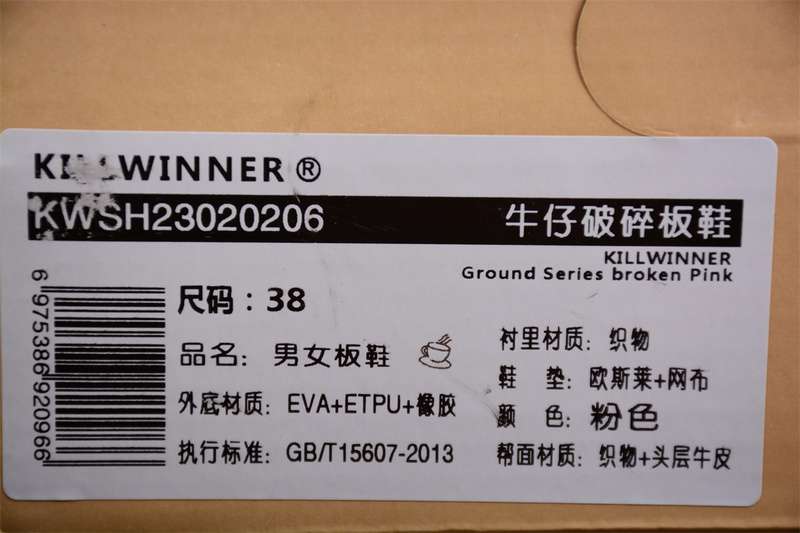 KILLWINNER®
KWSH23020206 牛仔破碎板鞋
KILLWINNER
Ground Series broken Pink
尺码：38
品名：男女板鞋
外底材质：EVA+ETPU+橡胶
执行标准：GB/T15607-2013
衬里材质：织物
鞋 垫：欧斯莱+网布
颜 色：粉色
帮面材质：织物+头层牛皮
6 975386 920966